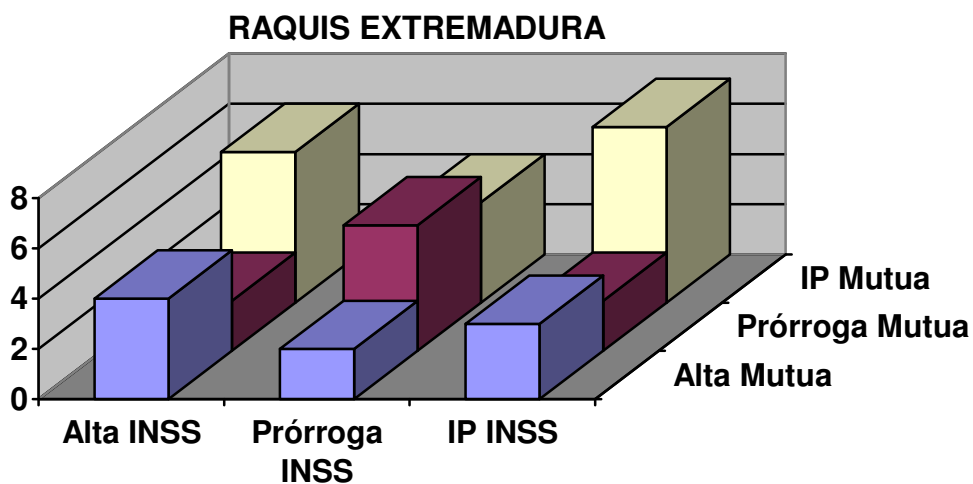 RAQUIS EXTREMADURA
8
6
4
2
0
Alta INSS
Prórroga
INSS
IP INSS
IP Mutua
Prórroga Mutua
Alta Mutua